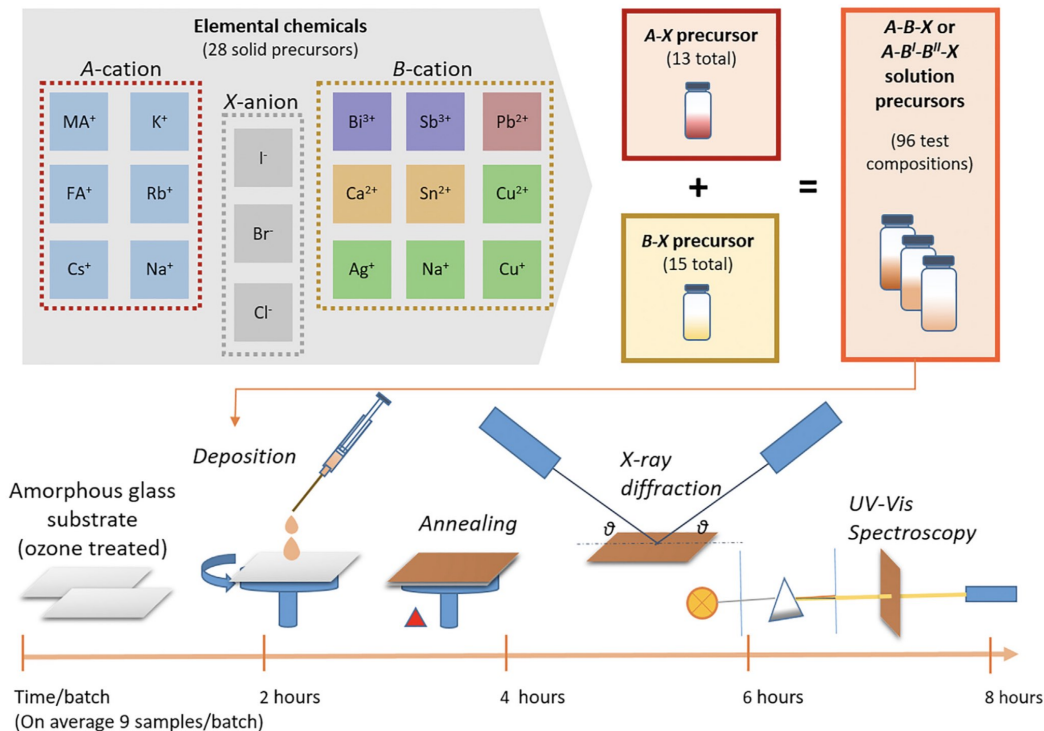 Elemental chemicals
(28 solid precursors)
A-cation
X-anion
B-cation
MA⁺
K⁺
FA⁺
Rb⁺
Cs⁺
Na⁺
I⁻
Br⁻
Cl⁻
Bi³⁺
Sb³⁺
Pb²⁺
Ca²⁺
Sn²⁺
Cu²⁺
Ag⁺
Na⁺
Cu⁺
A-X precursor
(13 total)
+
B-X precursor
(15 total)
=
A-B-X or
A-Bᴵ-Bᴵᴵ-X
solution
precursors
(96 test
compositions)
Amorphous glass
substrate
(ozone treated)
Deposition
Annealing
X-ray
diffraction
ϑ
ϑ
UV-Vis
Spectroscopy
Time/batch
(On average 9 samples/batch)
2 hours
4 hours
6 hours
8 hours